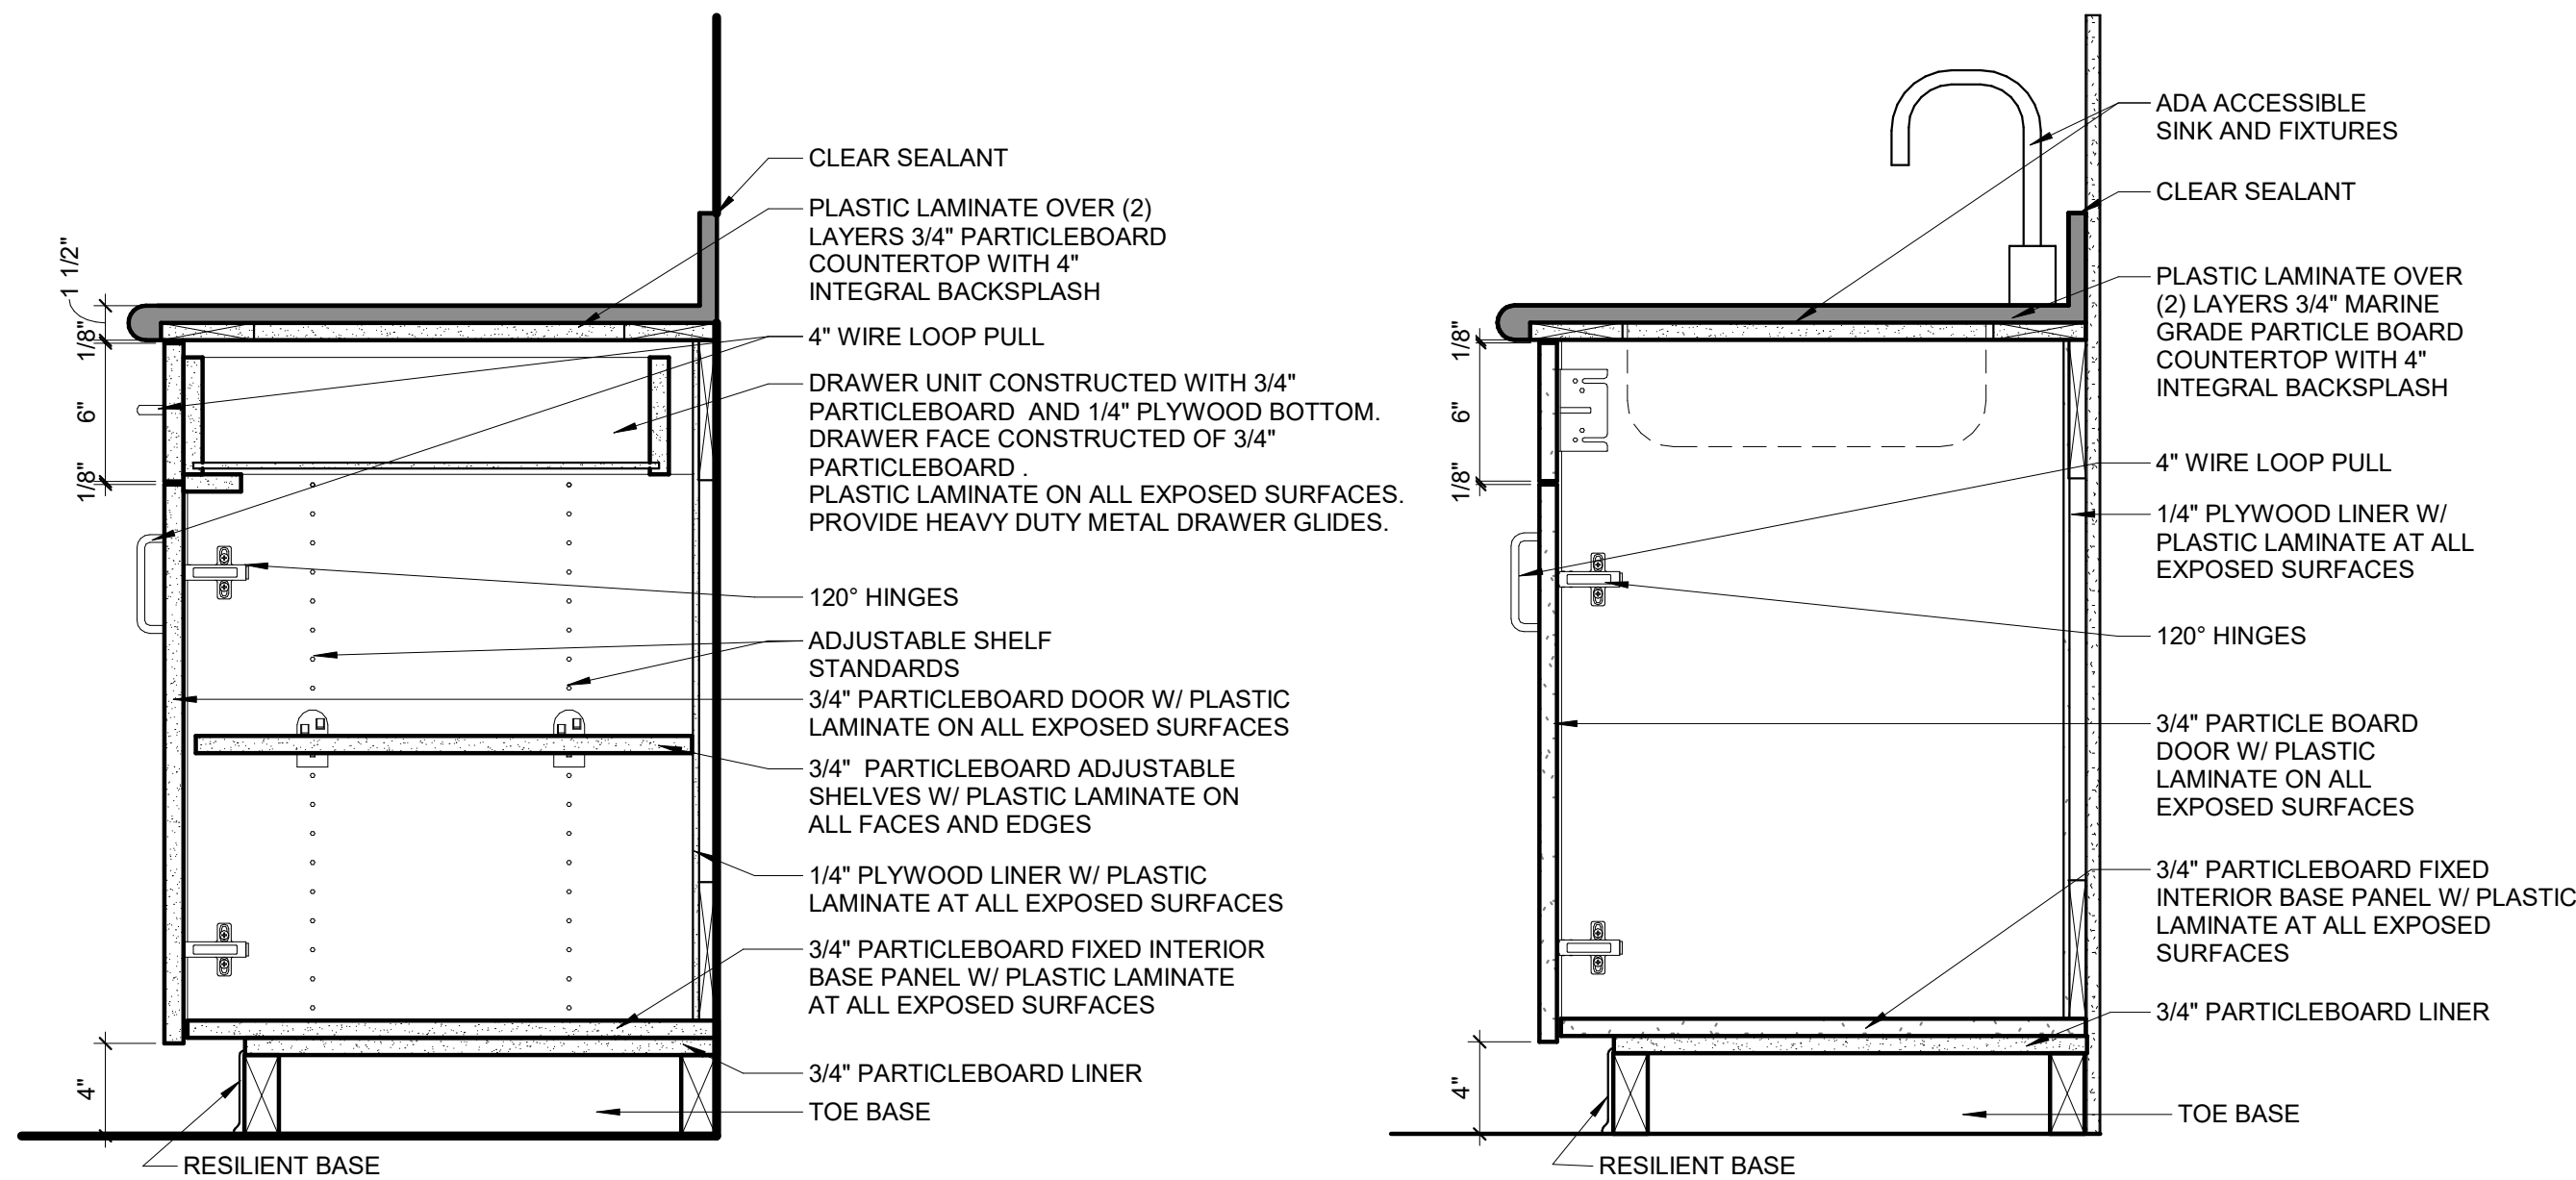 CLEAR SEALANT
PLASTIC LAMINATE OVER (2)
LAYERS 3/4" PARTICLEBOARD
COUNTERTOP WITH 4"
INTEGRAL BACKSPLASH
4" WIRE LOOP PULL
DRAWER UNIT CONSTRUCTED WITH 3/4"
PARTICLEBOARD AND 1/4" PLYWOOD BOTTOM.
DRAWER FACE CONSTRUCTED OF 3/4"
PARTICLEBOARD .
PLASTIC LAMINATE ON ALL EXPOSED SURFACES.
PROVIDE HEAVY DUTY METAL DRAWER GLIDES.
120° HINGES
ADJUSTABLE SHELF
STANDARDS
3/4" PARTICLEBOARD DOOR W/ PLASTIC
LAMINATE ON ALL EXPOSED SURFACES
3/4" PARTICLEBOARD ADJUSTABLE
SHELVES W/ PLASTIC LAMINATE ON
ALL FACES AND EDGES
1/4" PLYWOOD LINER W/ PLASTIC
LAMINATE AT ALL EXPOSED SURFACES
3/4" PARTICLEBOARD FIXED INTERIOR
BASE PANEL W/ PLASTIC LAMINATE
AT ALL EXPOSED SURFACES
3/4" PARTICLEBOARD LINER
TOE BASE
RESILIENT BASE
1 1/2"
1/8"
6"
1/8"
4"
ADA ACCESSIBLE
SINK AND FIXTURES
CLEAR SEALANT
PLASTIC LAMINATE OVER
(2) LAYERS 3/4" MARINE
GRADE PARTICLE BOARD
COUNTERTOP WITH 4"
INTEGRAL BACKSPLASH
4" WIRE LOOP PULL
1/4" PLYWOOD LINER W/
PLASTIC LAMINATE AT ALL
EXPOSED SURFACES
120° HINGES
3/4" PARTICLE BOARD
DOOR W/ PLASTIC
LAMINATE ON ALL
EXPOSED SURFACES
3/4" PARTICLEBOARD FIXED
INTERIOR BASE PANEL W/ PLASTIC
LAMINATE AT ALL EXPOSED
SURFACES
3/4" PARTICLEBOARD LINER
TOE BASE
RESILIENT BASE
1/8"
6"
1/8"
4"